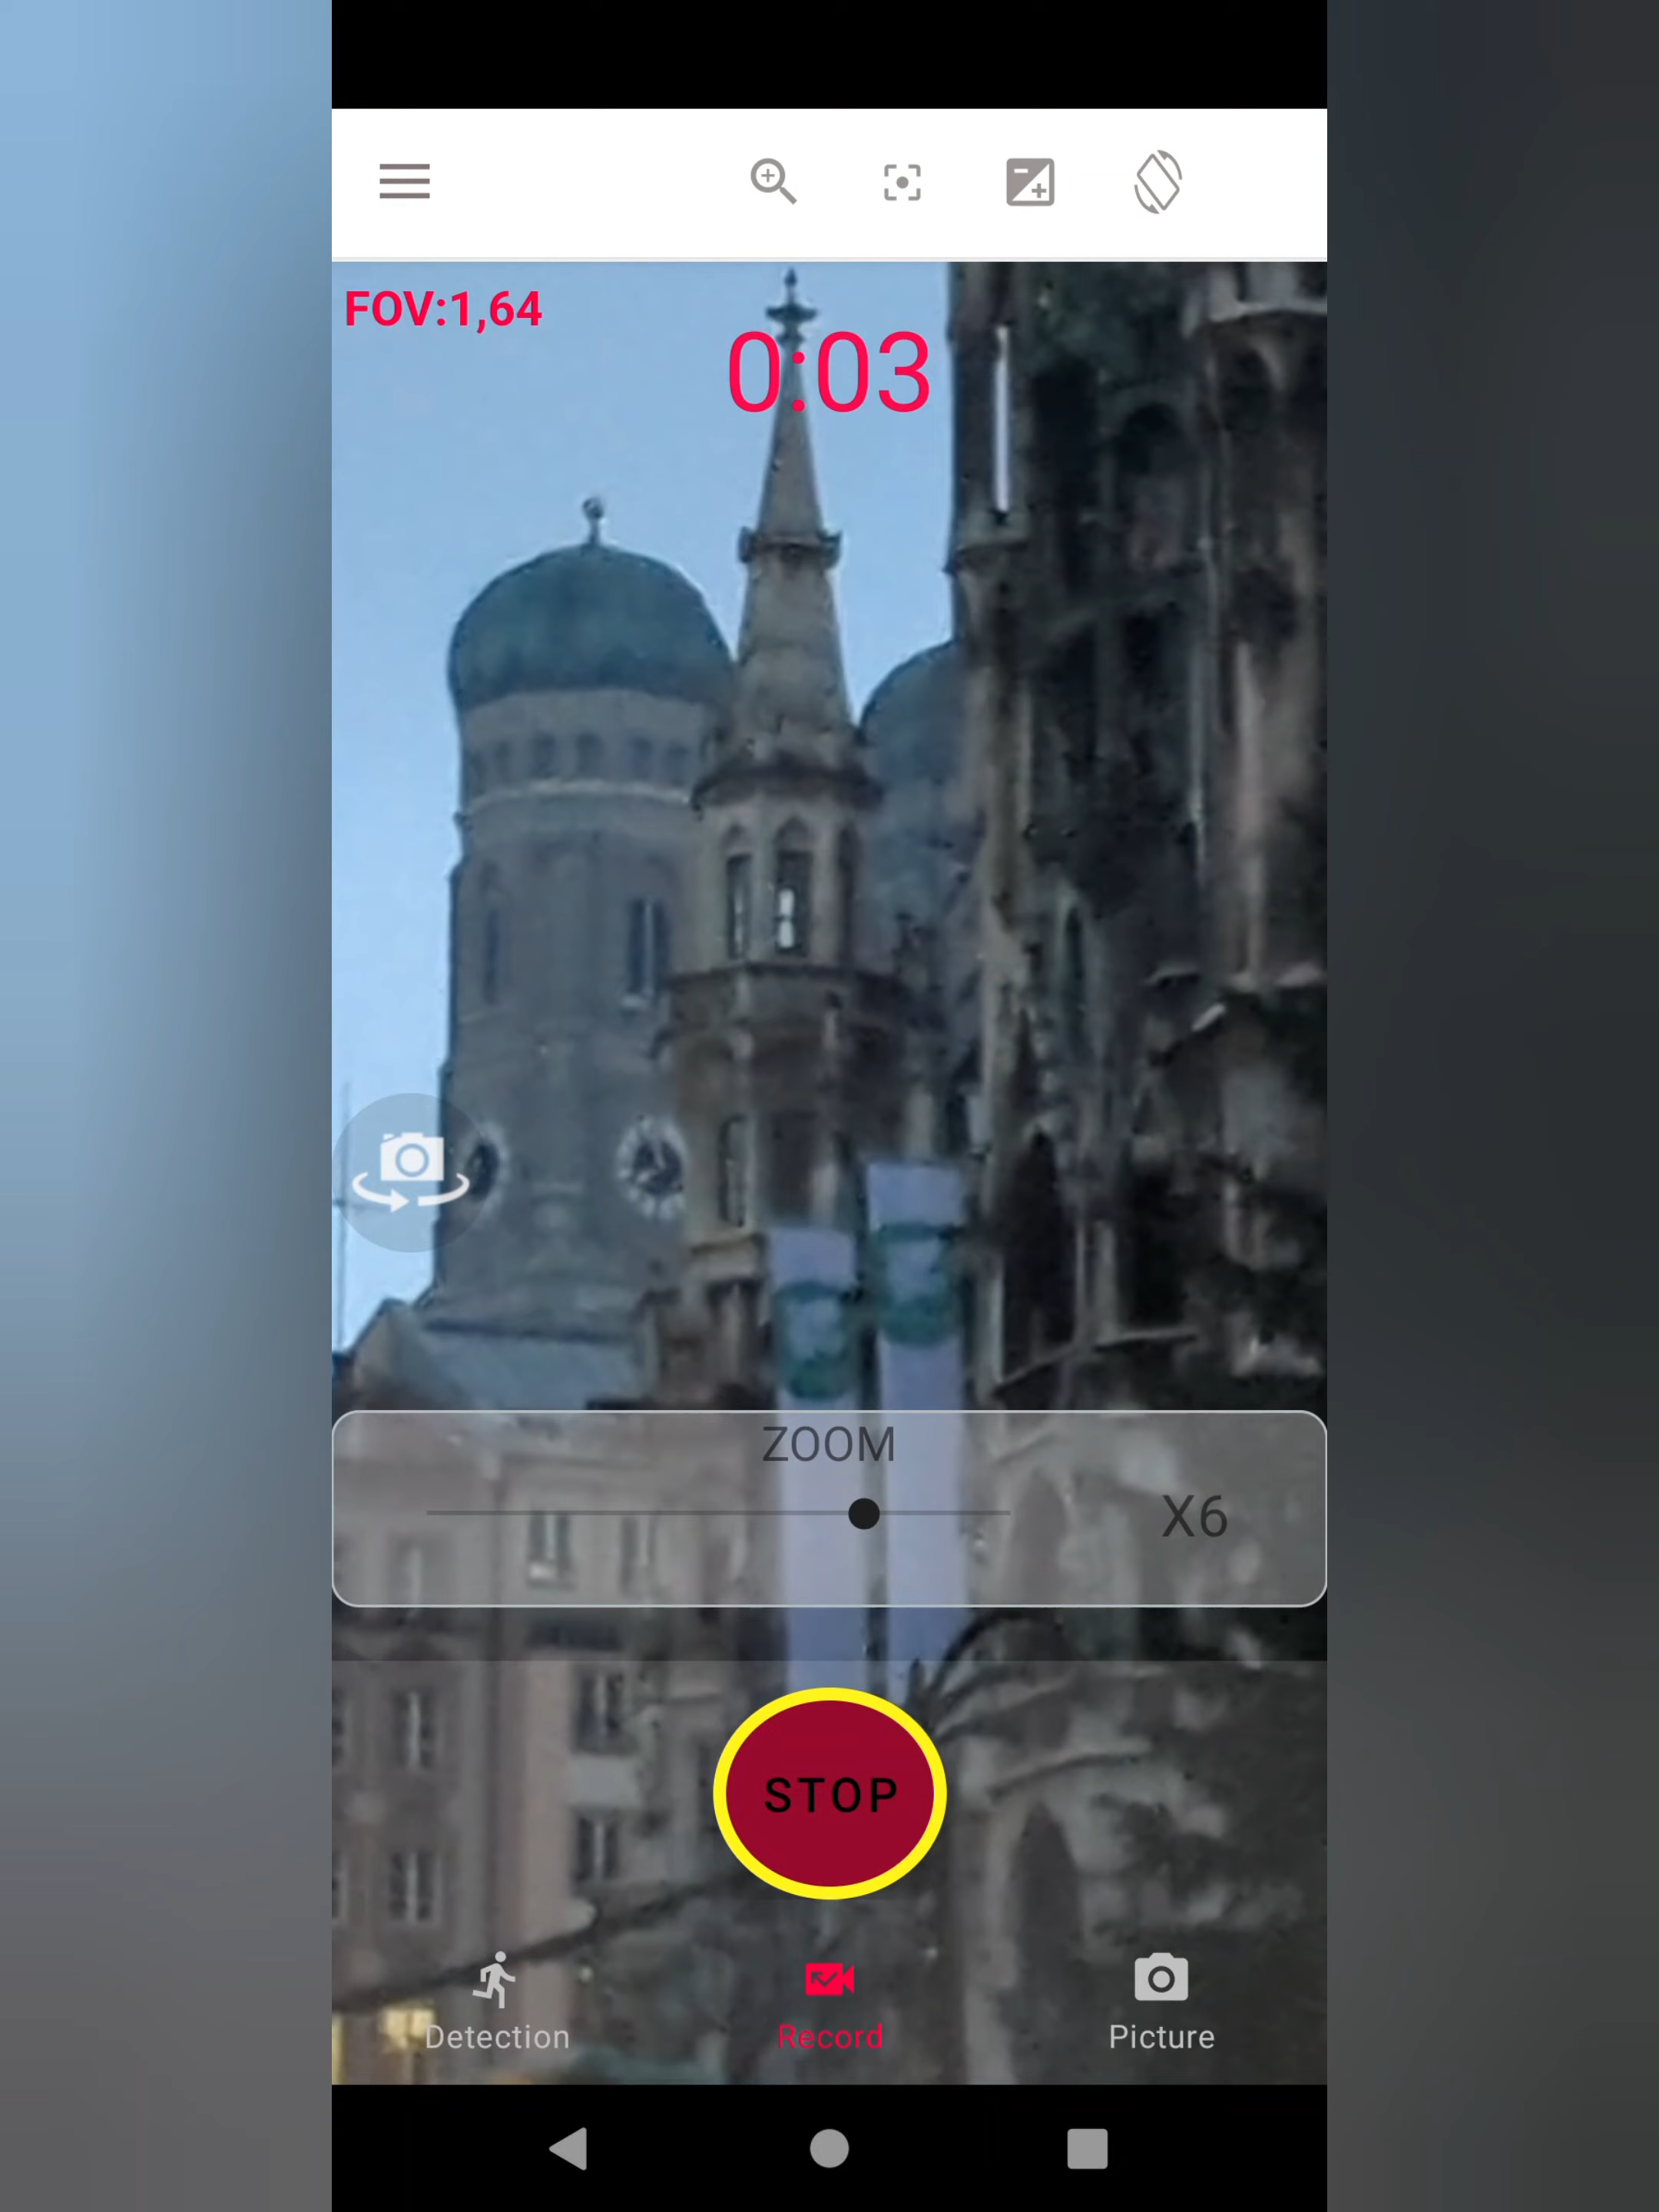 FOV:1,64
0:03
ZOOM
X6
STOP
Detection
Record
Picture